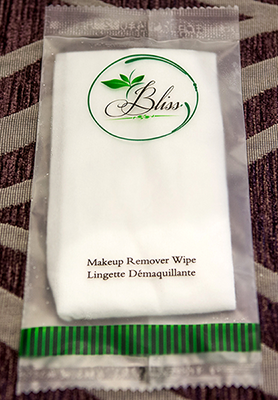 Bliss
Makeup Remover Wipe
Lingette Démaquillante